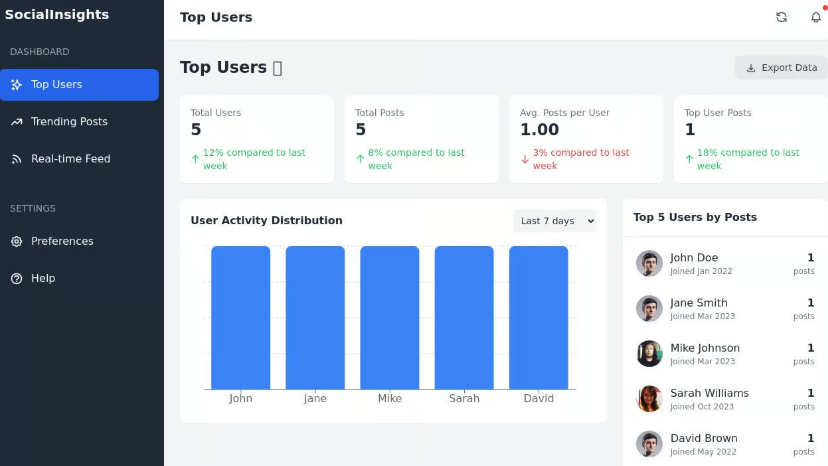 SocialInsights
DASHBOARD
Top Users
Trending Posts
Real-time Feed
SETTINGS
Preferences
Help
Top Users
Top Users
Export Data
Total Users
5
12% compared to last
week
Total Posts
5
8% compared to last
week
Avg. Posts per User
1.00
3% compared to last
week
Top User Posts
1
18% compared to last
week
User Activity Distribution
Last 7 days
John
Jane
Mike
Sarah
David
Top 5 Users by Posts
John Doe
1
Joined Jan 2022
posts
Jane Smith
1
Joined Mar 2023
posts
Mike Johnson
1
Joined Mar 2023
posts
Sarah Williams
1
Joined Oct 2023
posts
David Brown
1
Joined May 2022
posts